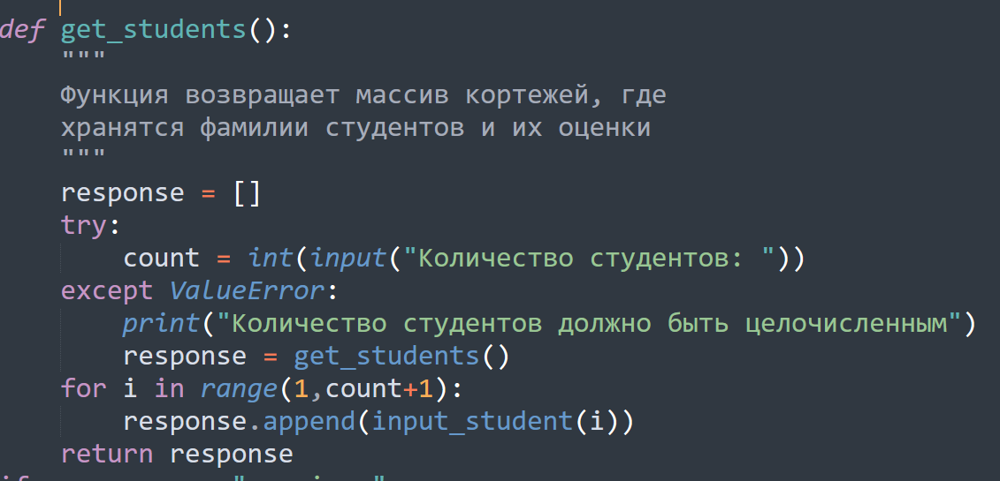 def get_students():
    """
    Функция возвращает массив кортежей, где
    хранятся фамилии студентов и их оценки
    """
    response = []
    try:
        count = int(input("Количество студентов: "))
    except ValueError:
        print("Количество студентов должно быть целочисленным")
        response = get_students()
    for i in range(1,count+1):
        response.append(input_student(i))
    return response